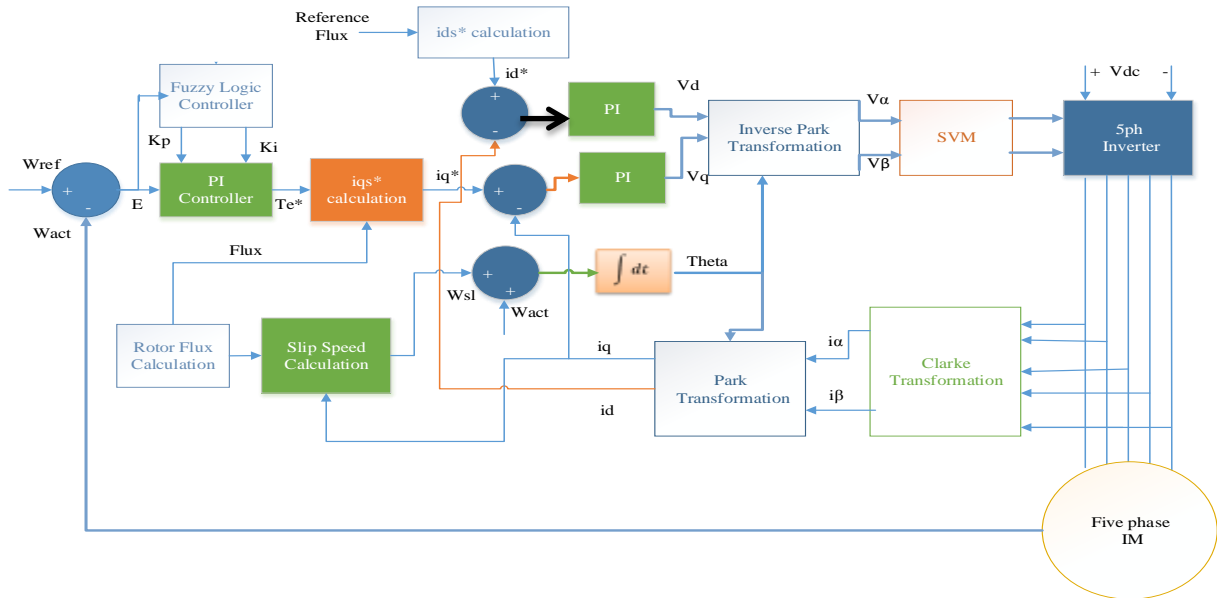 Reference
Flux
ids* calculation
id*
Fuzzy Logic
Controller
Kp
Ki
Wref
+
-
E
Wact
PI
Controller
Te*
iqs*
calculation
iq*
+
-
+
-
PI
Vd
PI
Vq
Inverse Park
Transformation
Vα
Vβ
SVM
+ Vdc -
5ph
Inverter
Flux
Wsl
+
+
Wact
∫ dt
Theta
Rotor Flux
Calculation
Slip Speed
Calculation
iq
id
Park
Transformation
iα
iβ
Clarke
Transformation
Five phase
IM